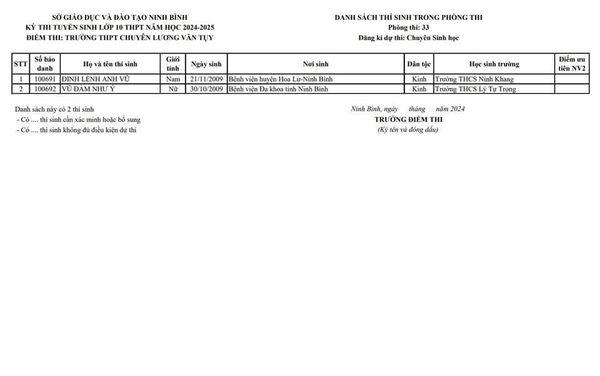 SỞ GIÁO DỤC VÀ ĐÀO TẠO NINH BÌNH
KỲ THI TUYỂN SINH LỚP 10 THPT NĂM HỌC 2024-2025
ĐIỂM THI: TRƯỜNG THPT CHUYÊN LƯƠNG VĂN TỤY
DANH SÁCH THÍ SINH TRONG PHÒNG THI
Phòng thi: 33
Đăng kí dự thi: Chuyên Sinh học
STT Số báo danh Họ và tên thí sinh Giới tính Ngày sinh Nơi sinh Dân tộc Học sinh trường Điểm ưu tiên NV2
1 100691 ĐINH LÊNH ANH VŨ Nam 21/11/2009 Bệnh viện huyện Hoa Lư-Ninh Bình Kinh Trường THCS Ninh Khang
2 100692 VŨ ĐÀM NHƯ Ý Nữ 30/10/2009 Bệnh viện Đa khoa tỉnh Ninh Bình Kinh Trường THCS Lý Tự Trọng
Danh sách này có 2 thí sinh
- Có .... thí sinh cần xác minh hoặc bổ sung
- Có .... thí sinh không đủ điều kiện dự thi
Ninh Bình, ngày tháng năm 2024
TRƯỞNG ĐIỂM THI
(Ký tên và đóng dấu)